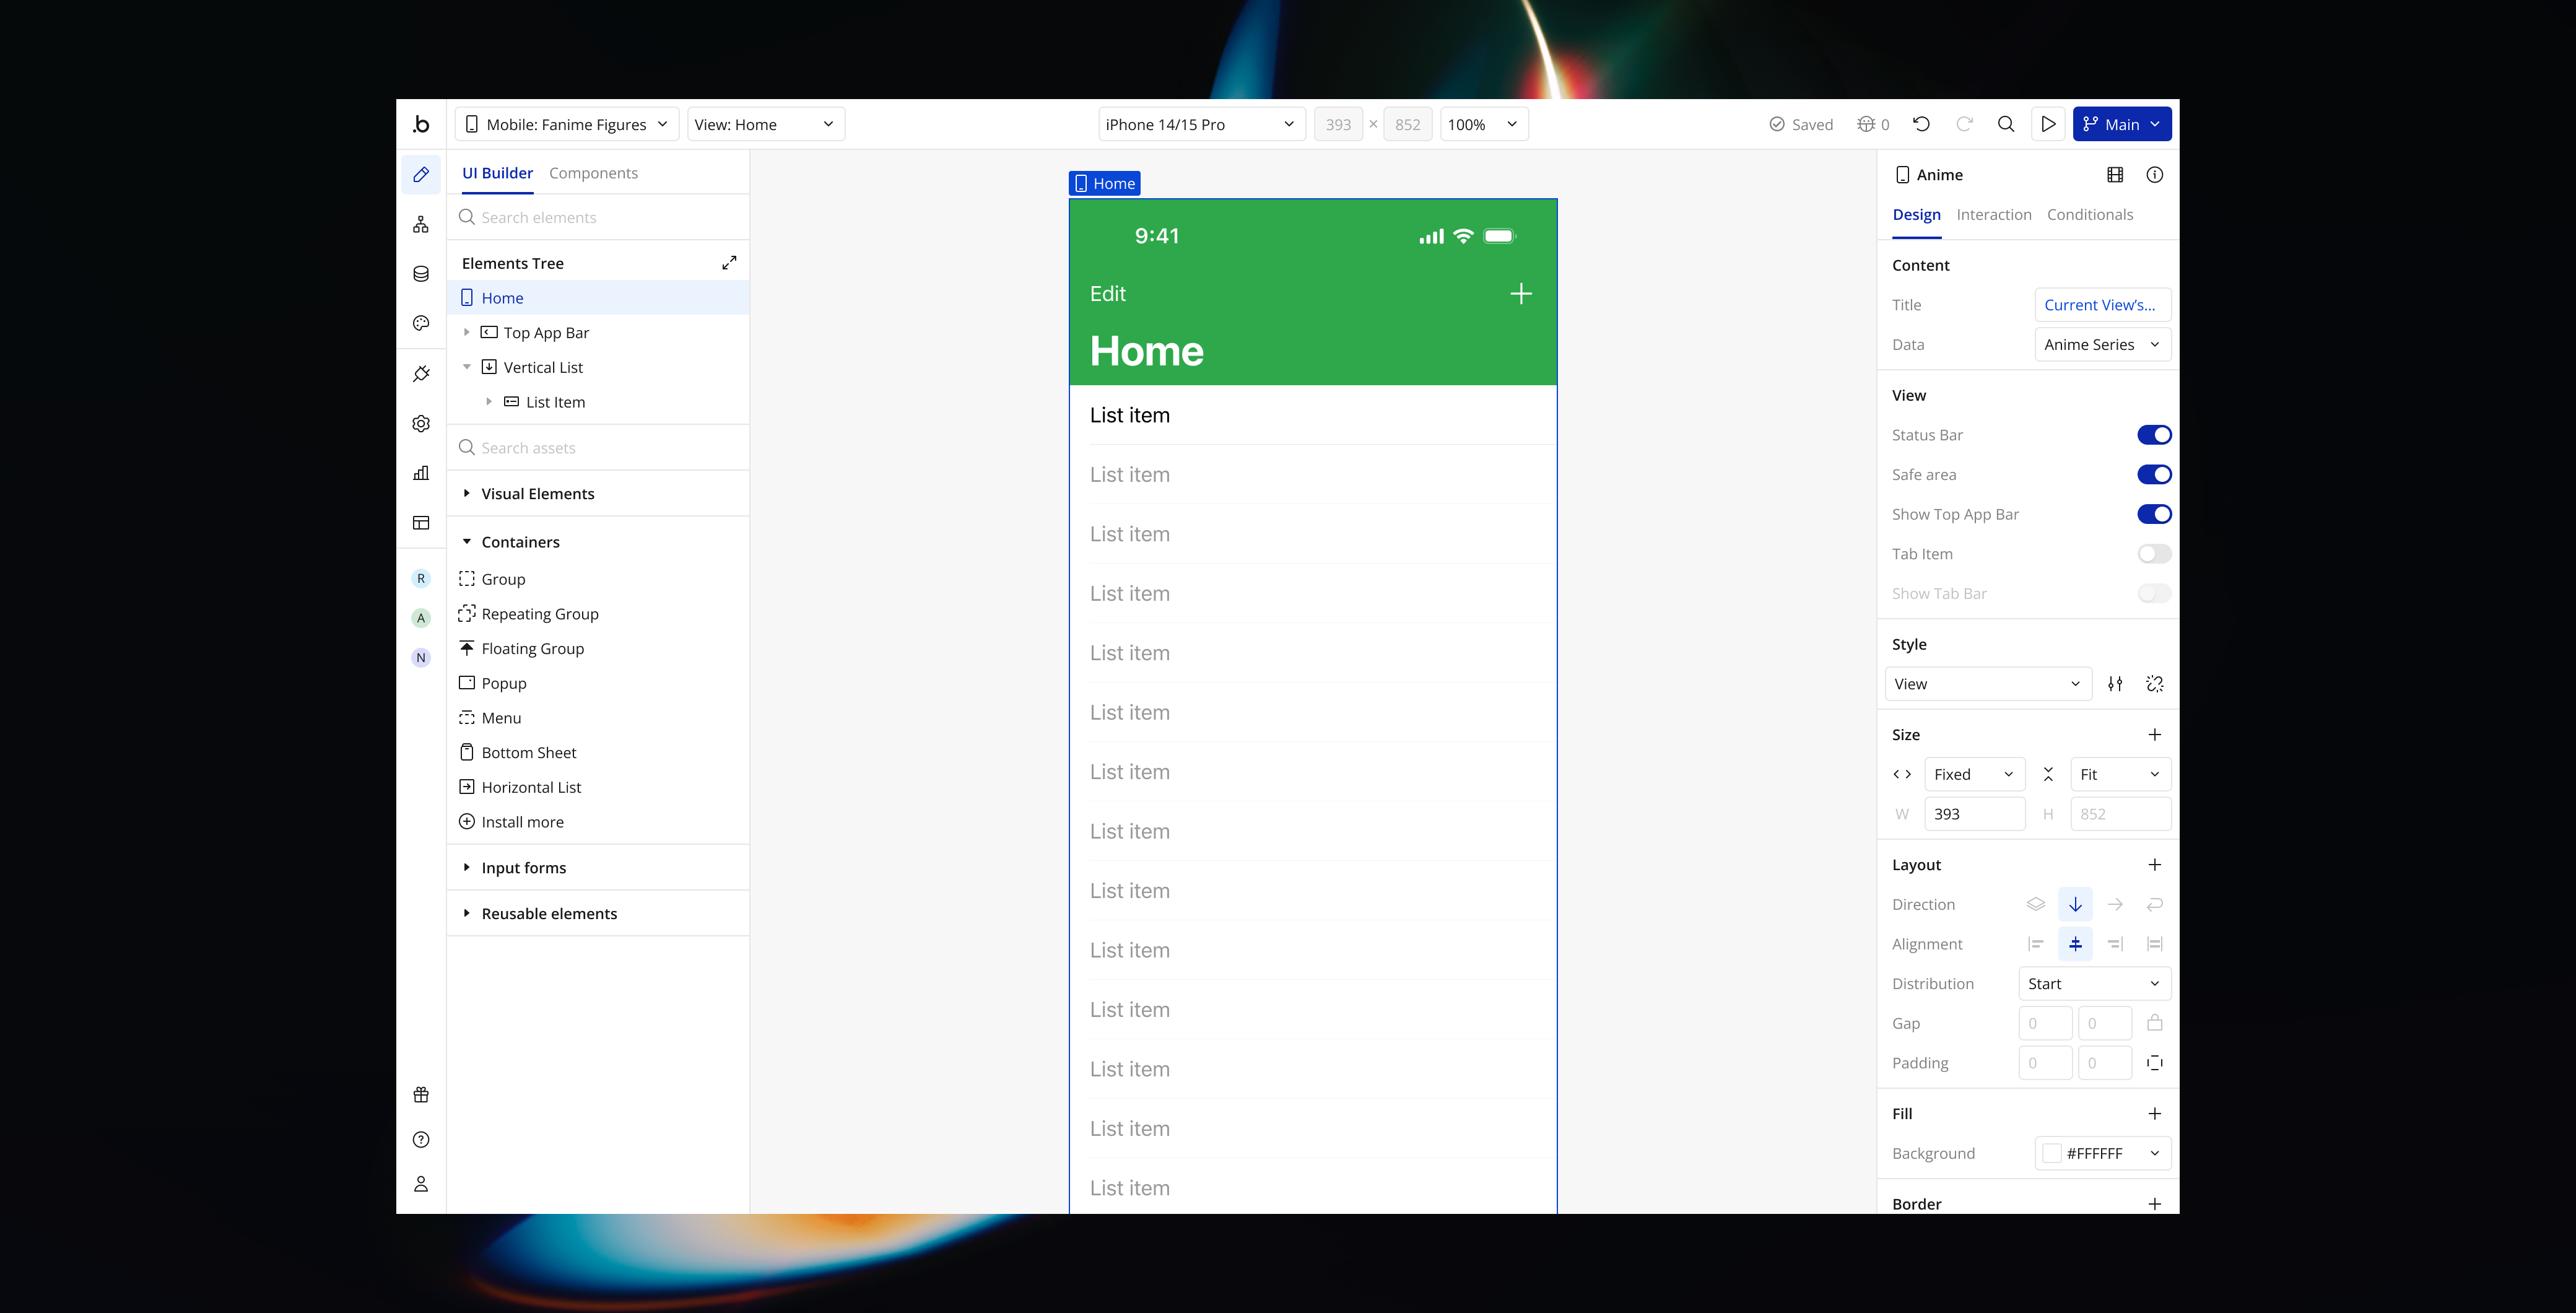 .b
Mobile: Fanime Figures
View: Home
iPhone 14/15 Pro
393 × 852
100%
Saved
0
Main
UI Builder Components
Search elements
Elements Tree
Home
Top App Bar
Vertical List
List Item
Search assets
Visual Elements
Containers
Group
Repeating Group
Floating Group
Popup
Menu
Bottom Sheet
Horizontal List
Install more
Input forms
Reusable elements
R
A
N
Home
9:41
Edit
Home
List item
List item
List item
List item
List item
List item
List item
List item
List item
List item
List item
List item
List item
List item
Anime
Design Interaction Conditionals
Content
Title Current View's...
Data Anime Series
View
Status Bar
Safe area
Show Top App Bar
Tab Item
Show Tab Bar
Style
View
Size
Fixed Fit
W 393 H 852
Layout
Direction
Alignment
Distribution Start
Gap 0 0
Padding 0 0
Fill
Background #FFFFFF
Border